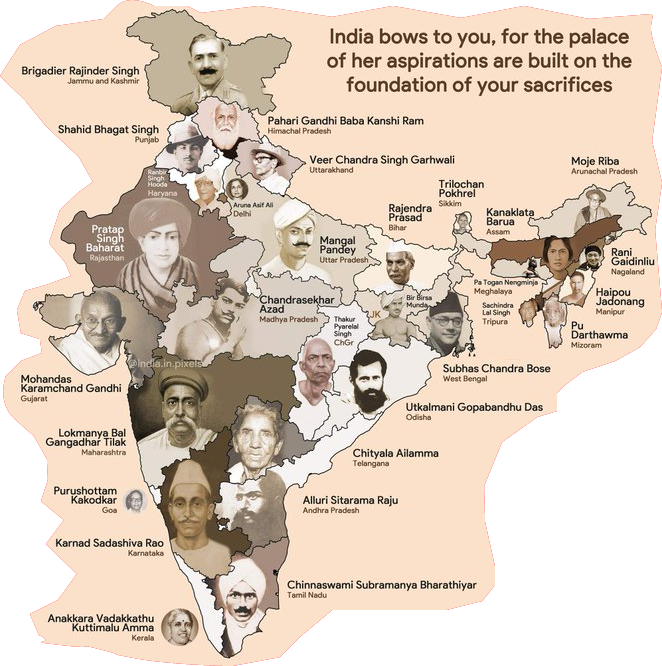 India bows to you, for the palace
of her aspirations are built on the
foundation of your sacrifices
Brigadier Rajinder Singh
Jammu and Kashmir
Pahari Gandhi Baba Kanshi Ram
Himachal Pradesh
Shahid Bhagat Singh
Punjab
Veer Chandra Singh Garhwali
Uttarakhand
Moje Riba
Arunachal Pradesh
Ranbir
Singh
Hooda
Haryana
Aruna Asif Ali
Delhi
Trilochan
Pokhrel
Sikkim
Rajendra
Prasad
Bihar
Kanaklata
Barua
Assam
Pratap
Singh
Baharat
Rajasthan
Mangal
Pandey
Uttar Pradesh
Rani
Gaidinliu
Nagaland
Pa Togan Nengminja
Meghalaya
Haipou
Jadonang
Manipur
Chandrasekhar
Azad
Madhya Pradesh
Bir Birsa
Munda
JK
Sachindra
Lal Singh
Tripura
Thakur
Pyarelal
Singh
ChGr
Pu
Darthawma
Mizoram
@india.in.pixels
Subhas Chandra Bose
West Bengal
Mohandas
Karamchand Gandhi
Gujarat
Utkalmani Gopabandhu Das
Odisha
Lokmanya Bal
Gangadhar Tilak
Maharashtra
Chityala Ailamma
Telangana
Purushottam
Kakodkar
Goa
Alluri Sitarama Raju
Andhra Pradesh
Karnad Sadashiva Rao
Karnataka
Chinnaswami Subramanya Bharathiyar
Tamil Nadu
Anakkara Vadakkathu
Kuttimalu Amma
Kerala